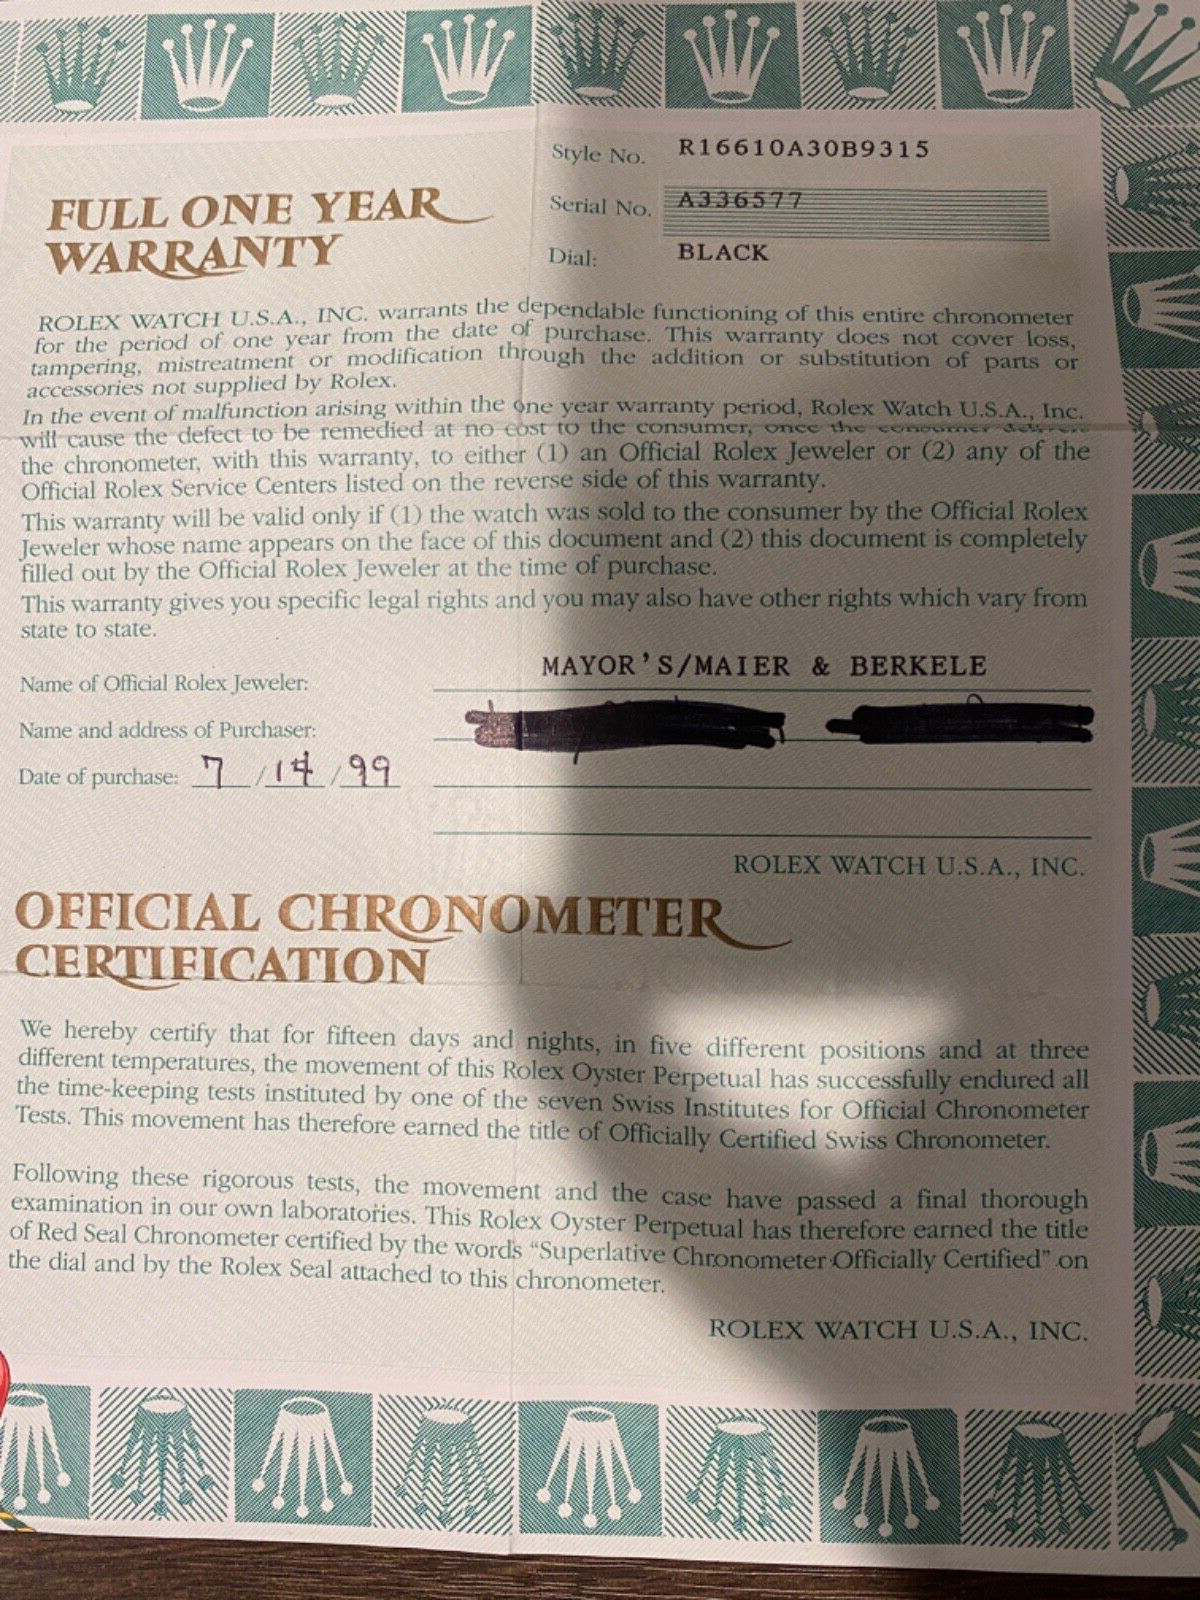 Style No. R16610A30B9315
FULL ONE YEAR
WARRANTY
Serial No. A336577
Dial: BLACK
ROLEX WATCH U.S.A., INC. warrants the dependable functioning of this entire chronometer
for the period of one year from the date of purchase. This warranty does not cover loss,
tampering, mistreatment or modification through the addition or substitution of parts or
accessories not supplied by Rolex.
In the event of malfunction arising within the one year warranty period, Rolex Watch U.S.A., Inc.
will cause the defect to be remedied at no cost to the consumer, once the consumer delivers
the chronometer, with this warranty, to either (1) an Official Rolex Jeweler or (2) any of the
Official Rolex Service Centers listed on the reverse side of this warranty.
This warranty will be valid only if (1) the watch was sold to the consumer by the Official Rolex
Jeweler whose name appears on the face of this document and (2) this document is completely
filled out by the Official Rolex Jeweler at the time of purchase.
This warranty gives you specific legal rights and you may also have other rights which vary from
state to state.
Name of Official Rolex Jeweler: MAYOR'S/MAIER & BERKELE
Name and address of Purchaser:
Date of purchase: 7/14/99
ROLEX WATCH U.S.A., INC.
OFFICIAL CHRONOMETER
CERTIFICATION
We hereby certify that for fifteen days and nights, in five different positions and at three
different temperatures, the movement of this Rolex Oyster Perpetual has successfully endured all
the time-keeping tests instituted by one of the seven Swiss Institutes for Official Chronometer
Tests. This movement has therefore earned the title of Officially Certified Swiss Chronometer.
Following these rigorous tests, the movement and the case have passed a final thorough
examination in our own laboratories. This Rolex Oyster Perpetual has therefore earned the title
of Red Seal Chronometer certified by the words “Superlative Chronometer Officially Certified” on
the dial and by the Rolex Seal attached to this chronometer.
ROLEX WATCH U.S.A., INC.